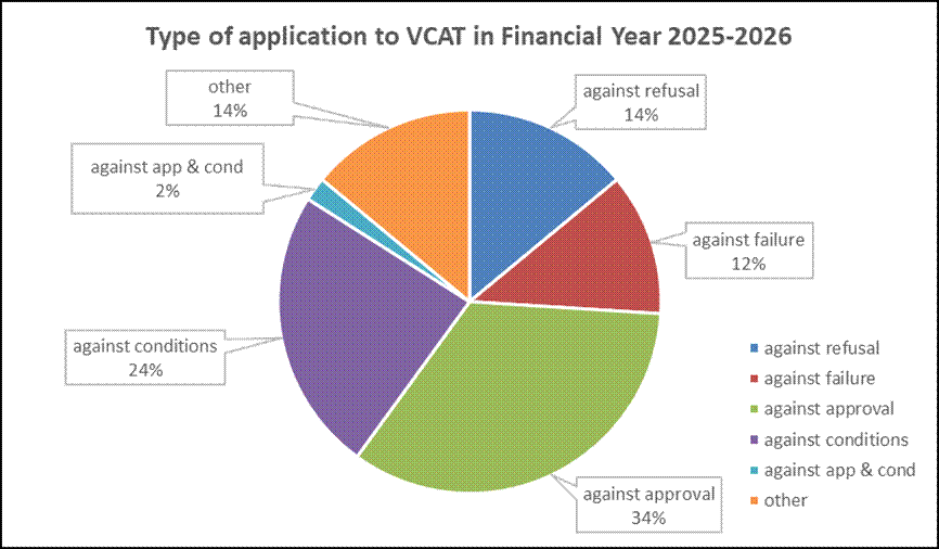 Type of application to VCAT in Financial Year 2025-2026
other
14%
against refusal
14%
against app & cond
2%
against failure
12%
against conditions
24%
against approval
34%
against refusal
against failure
against approval
against conditions
against app & cond
other